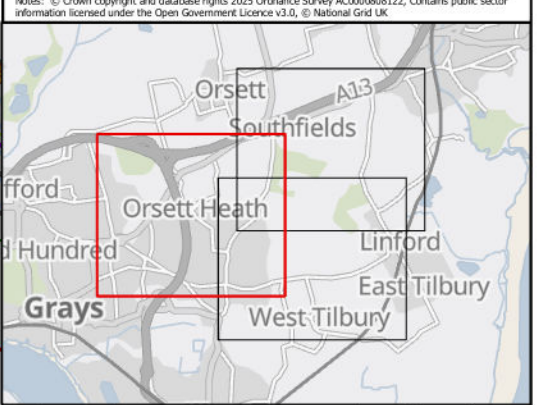 Notes: © Crown copyright and database rights 2025 Ordnance Survey AC0000808122, Contains public sector
information licensed under the Open Government Licence v3.0, © National Grid UK
Orsett
A13
Southfields
fford
Orsett Heath
d Hundred
Linford
East Tilbury
Grays
West Tilbury